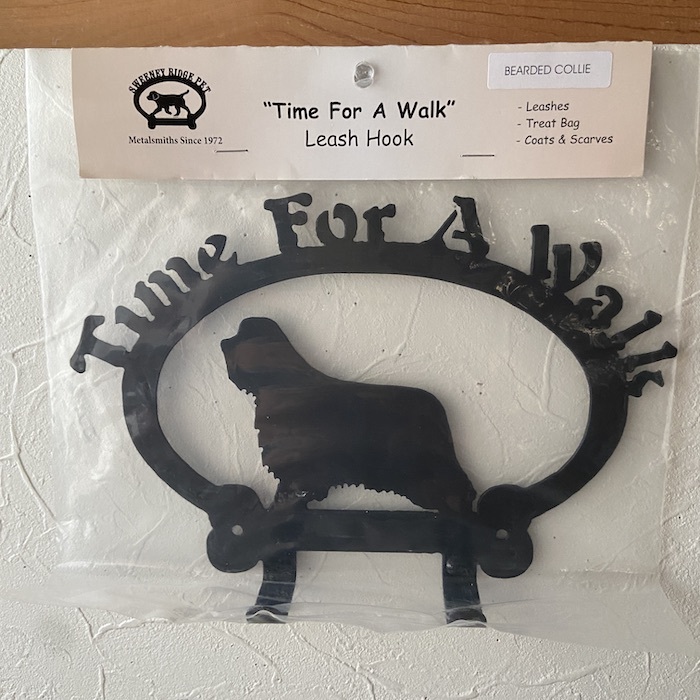 SWEENEY RIDGE PET
Metalsmiths Since 1972
"Time For A Walk"
Leash Hook
BEARDED COLLIE
- Leashes
- Treat Bag
- Coats & Scarves
Time For A Walk